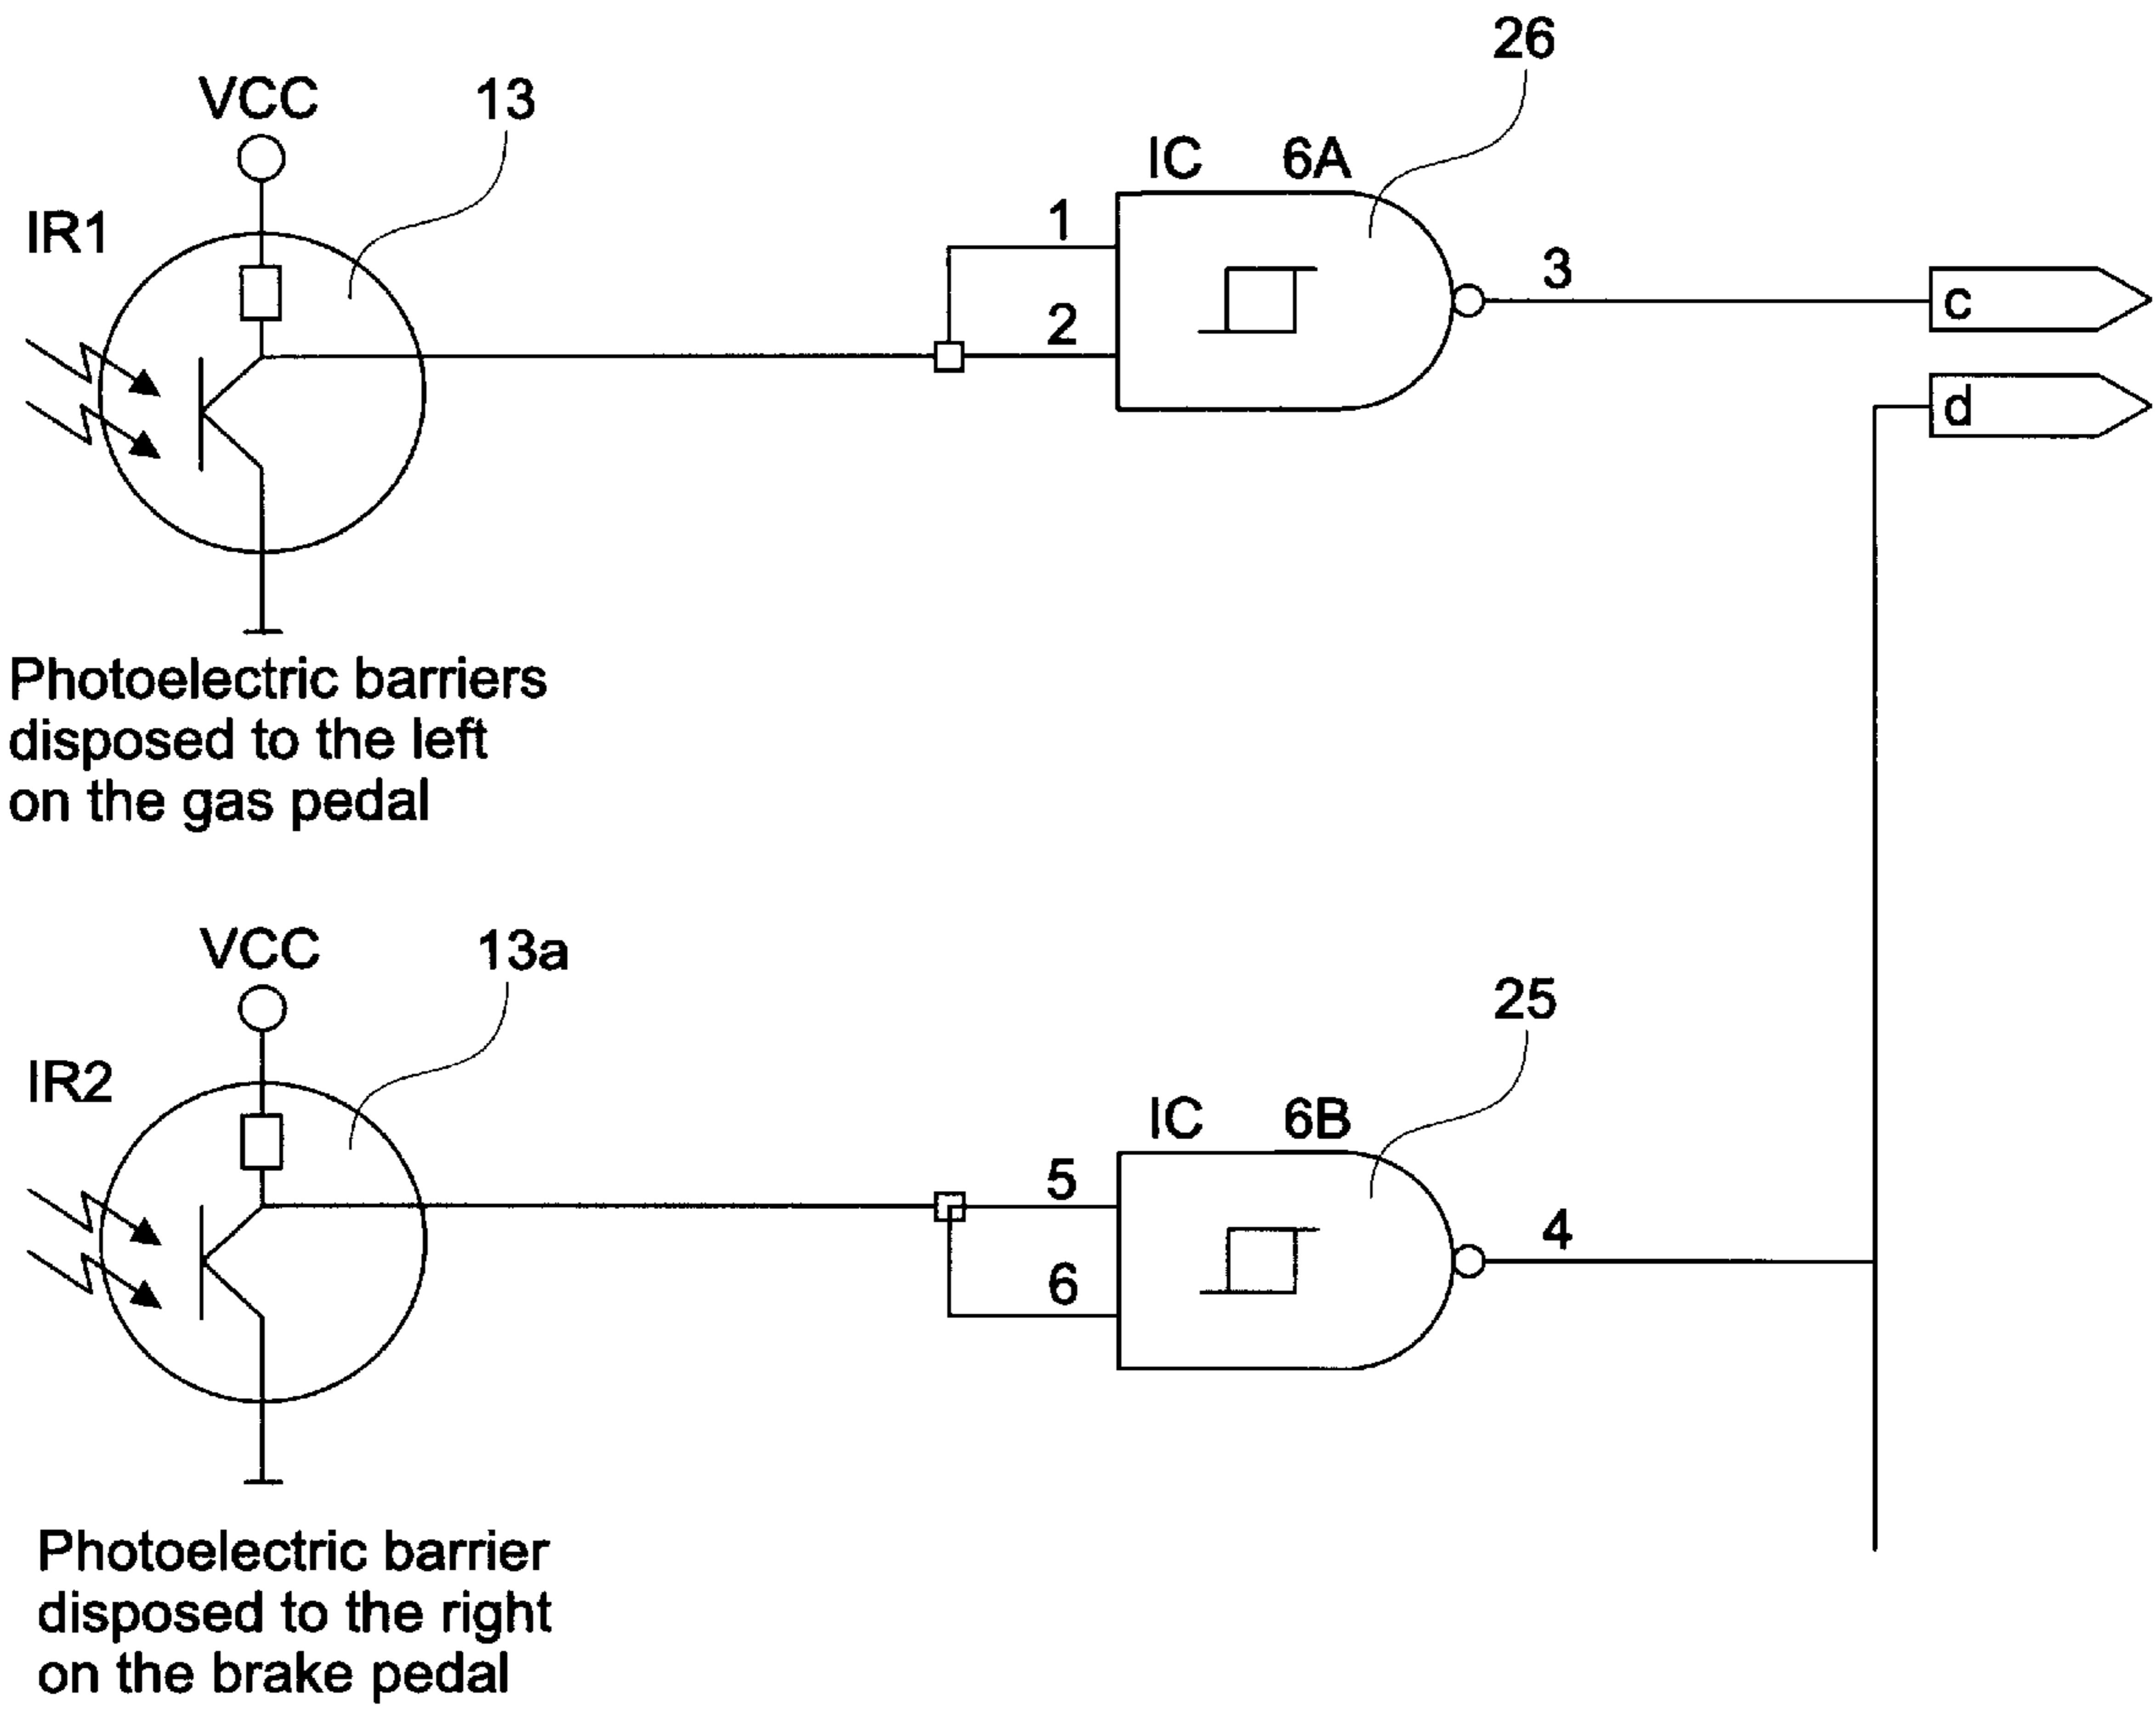 26
VCC
13
IC 6A
IR1
1
3
c
2
d
Photoelectric barriers
disposed to the left
on the gas pedal
VCC
13a
25
IR2
IC 6B
5
4
6
Photoelectric barrier
disposed to the right
on the brake pedal